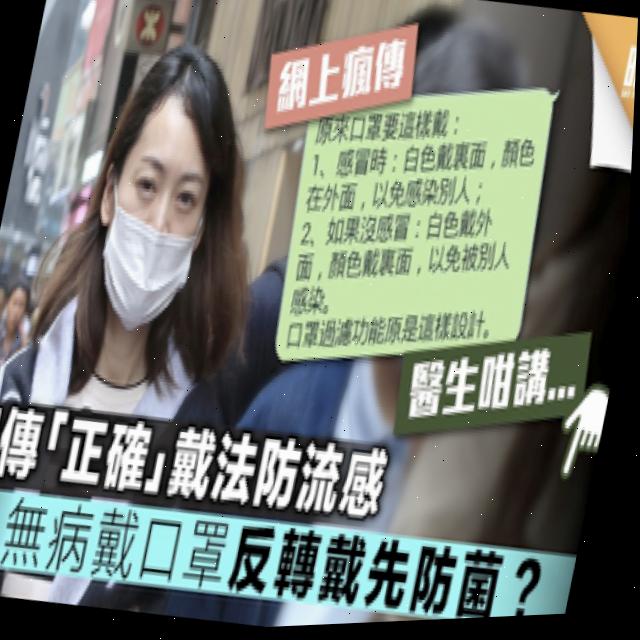 網上瘋傳
原來口罩要這樣戴：
1、感冒時：白色戴裏面，顏色
在外面，以免感染別人；
2、如果沒感冒：白色戴外
面，顏色戴裏面，以免被別人
感染。
口罩過濾功能原是這樣設計。
醫生咁講...
傳「正確」戴法防流感
無病戴口罩反轉戴先防菌？